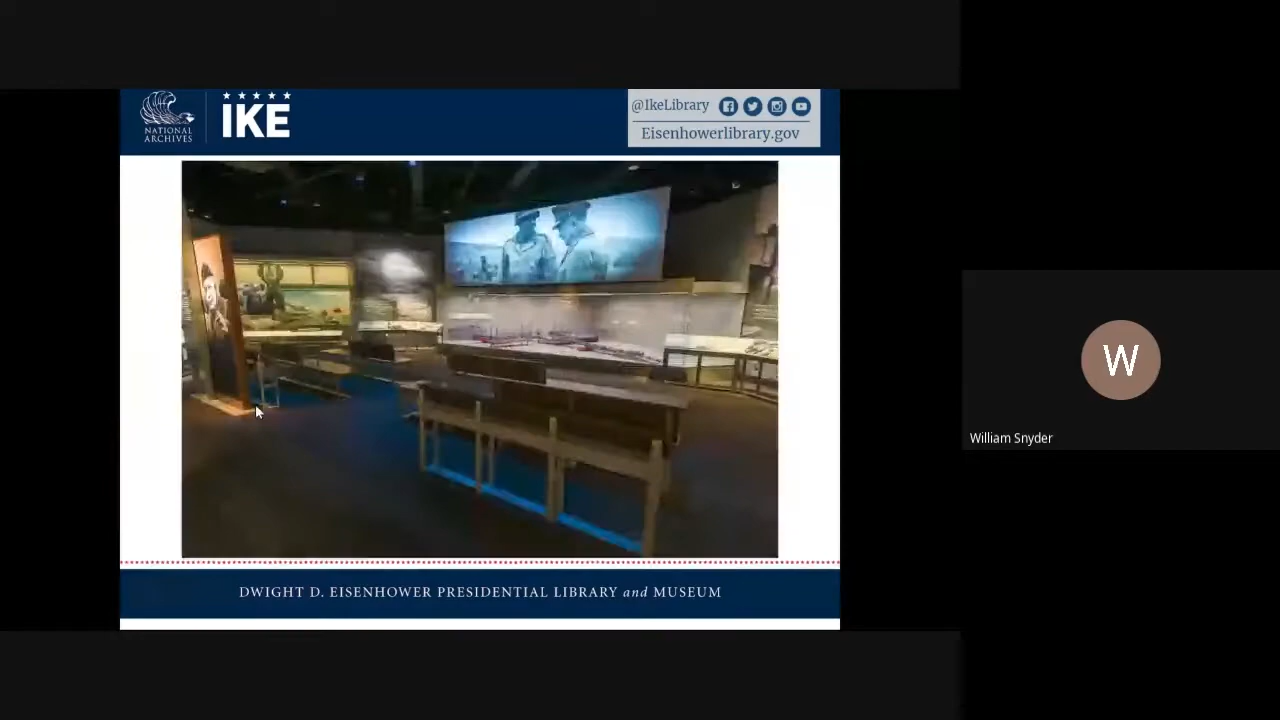 NATIONAL
ARCHIVES
IKE
@IkeLibrary
Eisenhowerlibrary.gov
W
William Snyder
DWIGHT D. EISENHOWER PRESIDENTIAL LIBRARY and MUSEUM